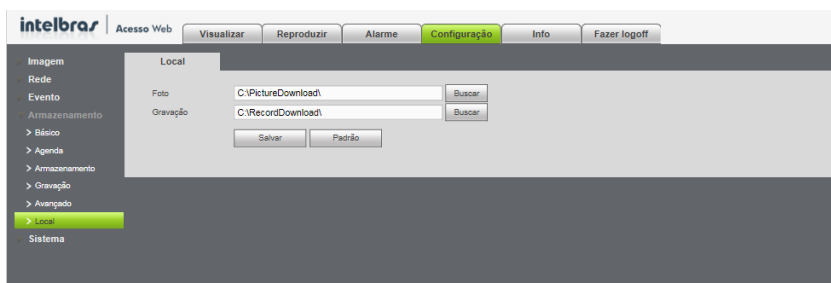 intelbras Acesso Web Visualizar Reproduzir Alarme Configuração Info Fazer logoff
Imagem
Rede
Evento
Armazenamento
> Básico
> Agenda
> Armazenamento
> Gravação
> Avançado
> Local
Sistema
Local
Foto C:\PictureDownload\ Buscar
Gravação C:\RecordDownload\ Buscar
Salvar Padrão